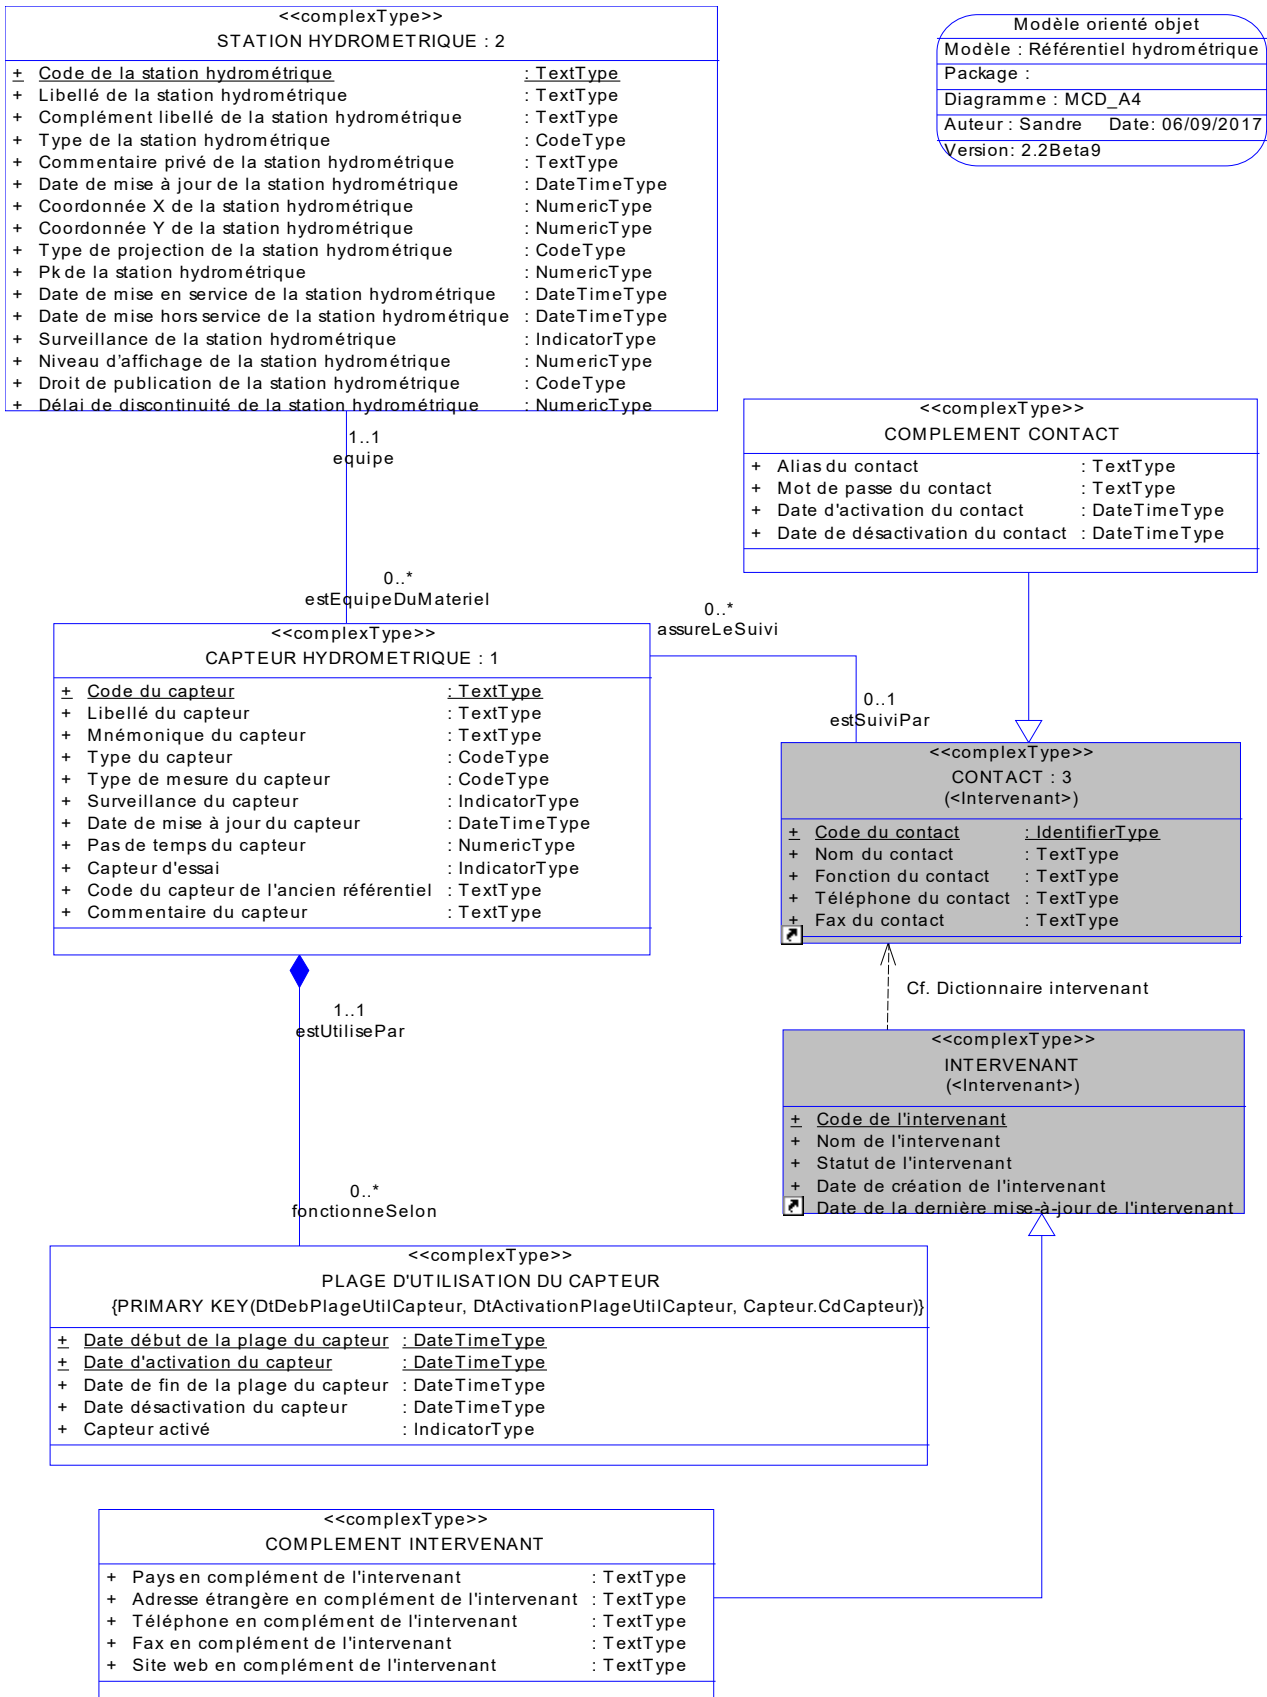 <<complexType>>
STATION HYDROMETRIQUE : 2
+ Code de la station hydrométrique : TextType
+ Libellé de la station hydrométrique : TextType
+ Complément libellé de la station hydrométrique : TextType
+ Type de la station hydrométrique : CodeType
+ Commentaire privé de la station hydrométrique : TextType
+ Date de mise à jour de la station hydrométrique : DateTimeType
+ Coordonnée X de la station hydrométrique : NumericType
+ Coordonnée Y de la station hydrométrique : NumericType
+ Type de projection de la station hydrométrique : CodeType
+ Pk de la station hydrométrique : NumericType
+ Date de mise en service de la station hydrométrique : DateTimeType
+ Date de mise hors service de la station hydrométrique : DateTimeType
+ Surveillance de la station hydrométrique : IndicatorType
+ Niveau d'affichage de la station hydrométrique : NumericType
+ Droit de publication de la station hydrométrique : CodeType
+ Délai de discontinuité de la station hydrométrique : NumericType
Modèle orienté objet
Modèle : Référentiel hydrométrique
Package :
Diagramme : MCD_A4
Auteur : Sandre Date: 06/09/2017
Version: 2.2Beta9
1..1
equipe
0..*
estEquipeDuMateriel
<<complexType>>
COMPLEMENT CONTACT
+ Alias du contact : TextType
+ Mot de passe du contact : TextType
+ Date d'activation du contact : DateTimeType
+ Date de désactivation du contact : DateTimeType
0..*
assureLeSuivi
0..1
estSuiviPar
<<complexType>>
CAPTEUR HYDROMETRIQUE : 1
+ Code du capteur : TextType
+ Libellé du capteur : TextType
+ Mnémonique du capteur : TextType
+ Type du capteur : CodeType
+ Type de mesure du capteur : CodeType
+ Surveillance du capteur : IndicatorType
+ Date de mise à jour du capteur : DateTimeType
+ Pas de temps du capteur : NumericType
+ Capteur d'essai : IndicatorType
+ Code du capteur de l'ancien référentiel : TextType
+ Commentaire du capteur : TextType
<<complexType>>
CONTACT : 3
(<Intervenant>)
+ Code du contact : IdentifierType
+ Nom du contact : TextType
+ Fonction du contact : TextType
+ Téléphone du contact : TextType
+ Fax du contact : TextType
Cf. Dictionnaire intervenant
1..1
estUtilisePar
0..*
fonctionneSelon
<<complexType>>
INTERVENANT
(<Intervenant>)
+ Code de l'intervenant
+ Nom de l'intervenant
+ Statut de l'intervenant
+ Date de création de l'intervenant
Date de la dernière mise-à-jour de l'intervenant
<<complexType>>
PLAGE D'UTILISATION DU CAPTEUR
{PRIMARY KEY(DtDebPlageUtilCapteur, DtActivationPlageUtilCapteur, Capteur.CdCapteur)}
+ Date début de la plage du capteur : DateTimeType
+ Date d'activation du capteur : DateTimeType
+ Date de fin de la plage du capteur : DateTimeType
+ Date désactivation du capteur : DateTimeType
+ Capteur activé : IndicatorType
<<complexType>>
COMPLEMENT INTERVENANT
+ Pays en complément de l'intervenant : TextType
+ Adresse étrangère en complément de l'intervenant : TextType
+ Téléphone en complément de l'intervenant : TextType
+ Fax en complément de l'intervenant : TextType
+ Site web en complément de l'intervenant : TextType